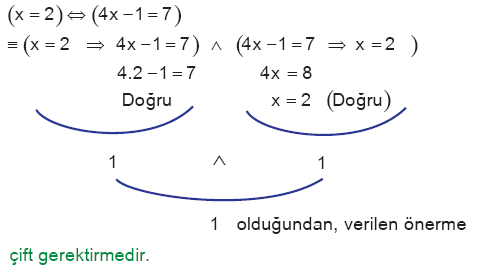 (x = 2) ⇔ (4x − 1 = 7)
≡ (x = 2 ⇒ 4x − 1 = 7) ∧ (4x − 1 = 7 ⇒ x = 2 )
4.2 − 1 = 7 4x = 8
Doğru x = 2 (Doğru)
1 ∧ 1
1 olduğundan, verilen önerme
çift gerektirmedir.